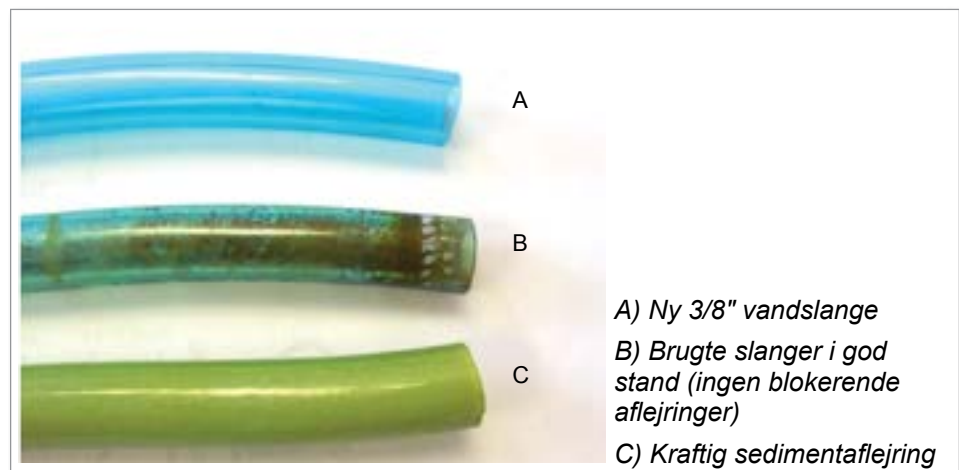 A
B
C
A) Ny 3/8" vandslange
B) Brugte slanger i god
stand (ingen blokerende
aflejringer)
C) Kraftig sedimentaflejring